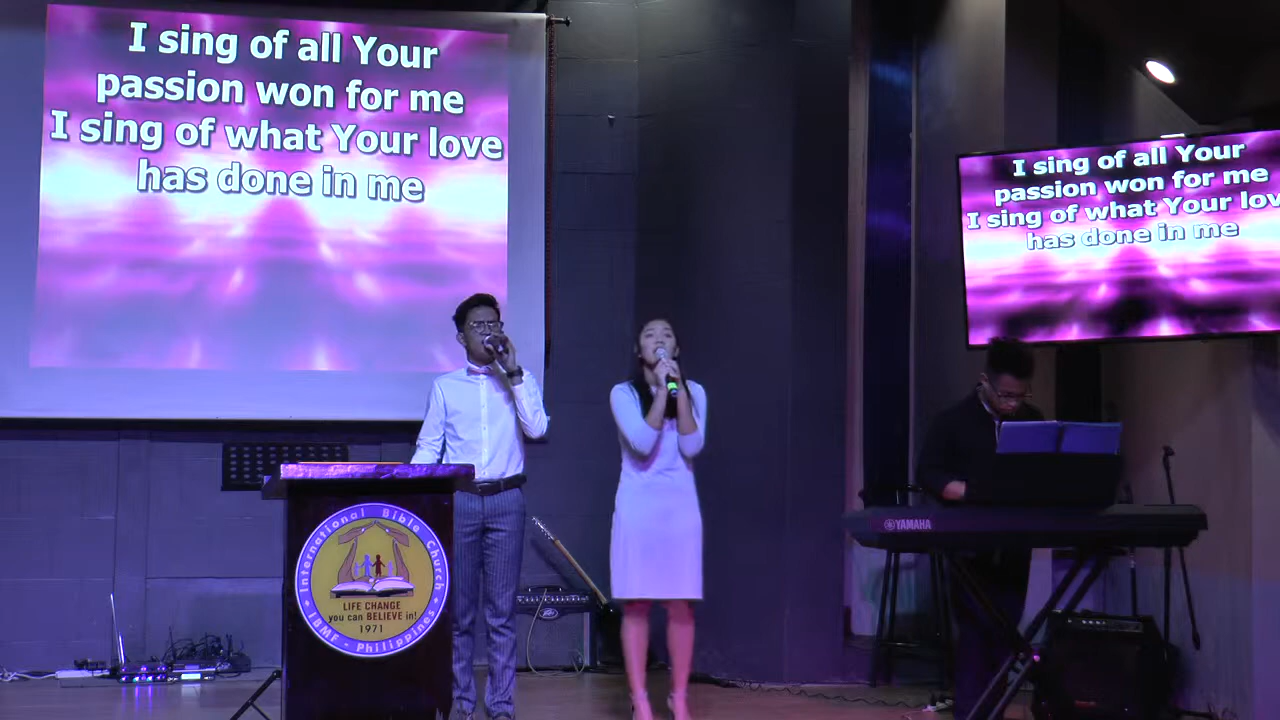 I sing of all Your
passion won for me
I sing of what Your love
has done in me
I sing of all Your
passion won for me
I sing of what Your lov
has done in me
YAMAHA
International Bible Church
LIFE CHANGE
you can BELIEVE in!
1971
IBMF - Philippines